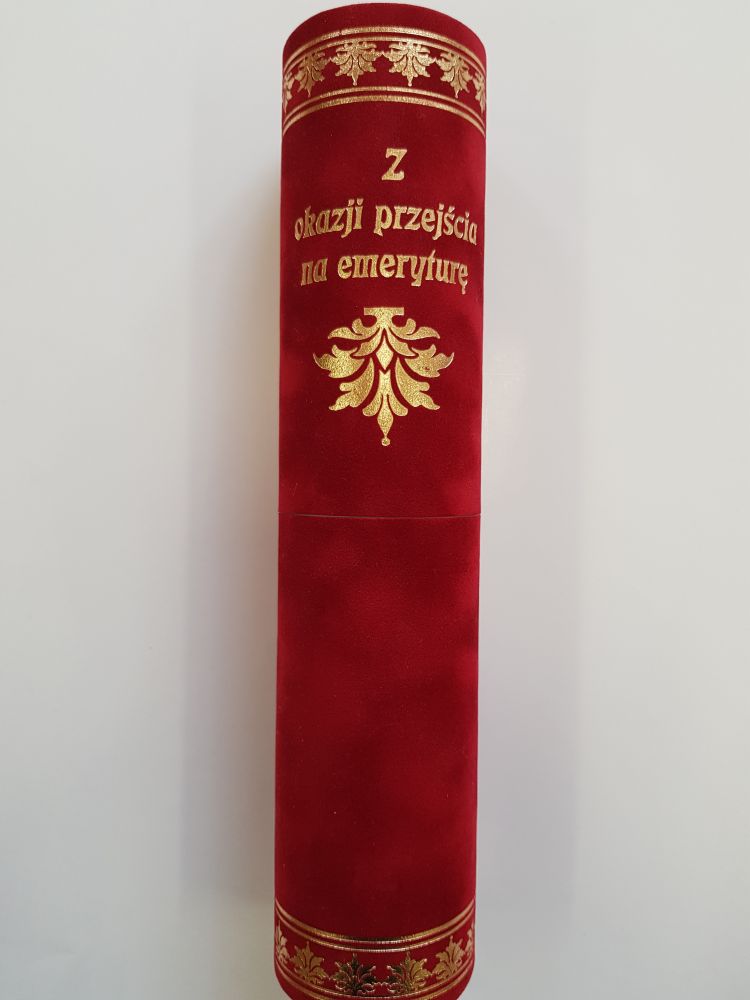 Z
okazji przejścia
na emeryturę